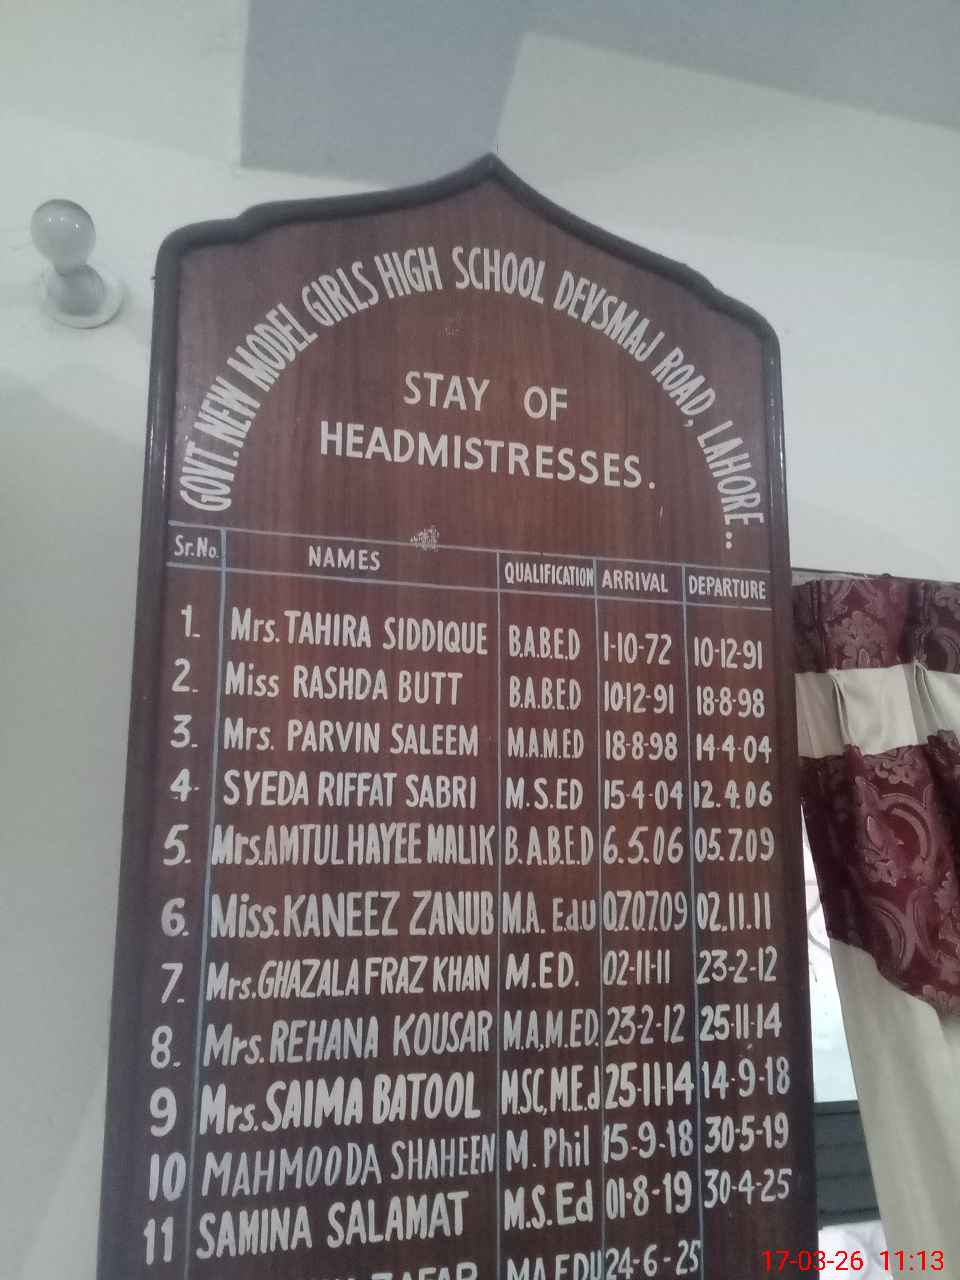 GOVT. NEW MODEL GIRLS HIGH SCHOOL DEVSMAJ ROAD, LAHORE..
STAY OF
HEADMISTRESSES.
Sr.No. NAMES QUALIFICATION ARRIVAL DEPARTURE
1. Mrs. TAHIRA SIDDIQUE B.A.B.E.D 1-10-72 10-12-91
2. Miss RASHDA BUTT B.A.B.E.D 10-12-91 18-8-98
3. Mrs. PARVIN SALEEM M.A.M.E.D 18-8-98 14-4-04
4. SYEDA RIFFAT SABRI M.S.ED 15-4-04 12.4.06
5. Mrs.AMTUL HAYEE MALIK B.A.B.E.D 6.5.06 05.7.09
6. Miss.KANEEZ ZANUB M.A. EdU 07.07.09 02.11.11
7. Mrs.GHAZALA FRAZ KHAN M.ED. 02-11-11 23-2-12
8. Mrs.REHANA KOUSAR M.A,M.ED. 23-2-12 25-11-14
9 Mrs.SAIMA BATOOL MSC,M.E.d 25-11-14 14-9-18
10 MAHMOODA SHAHEEN M. Phil 15-9-18 30-5-19
11 SAMINA SALAMAT M.S.Ed 01-8-19 30-4-25
ZAFAR M.A EDU 24-6-25
17-03-26 11:13